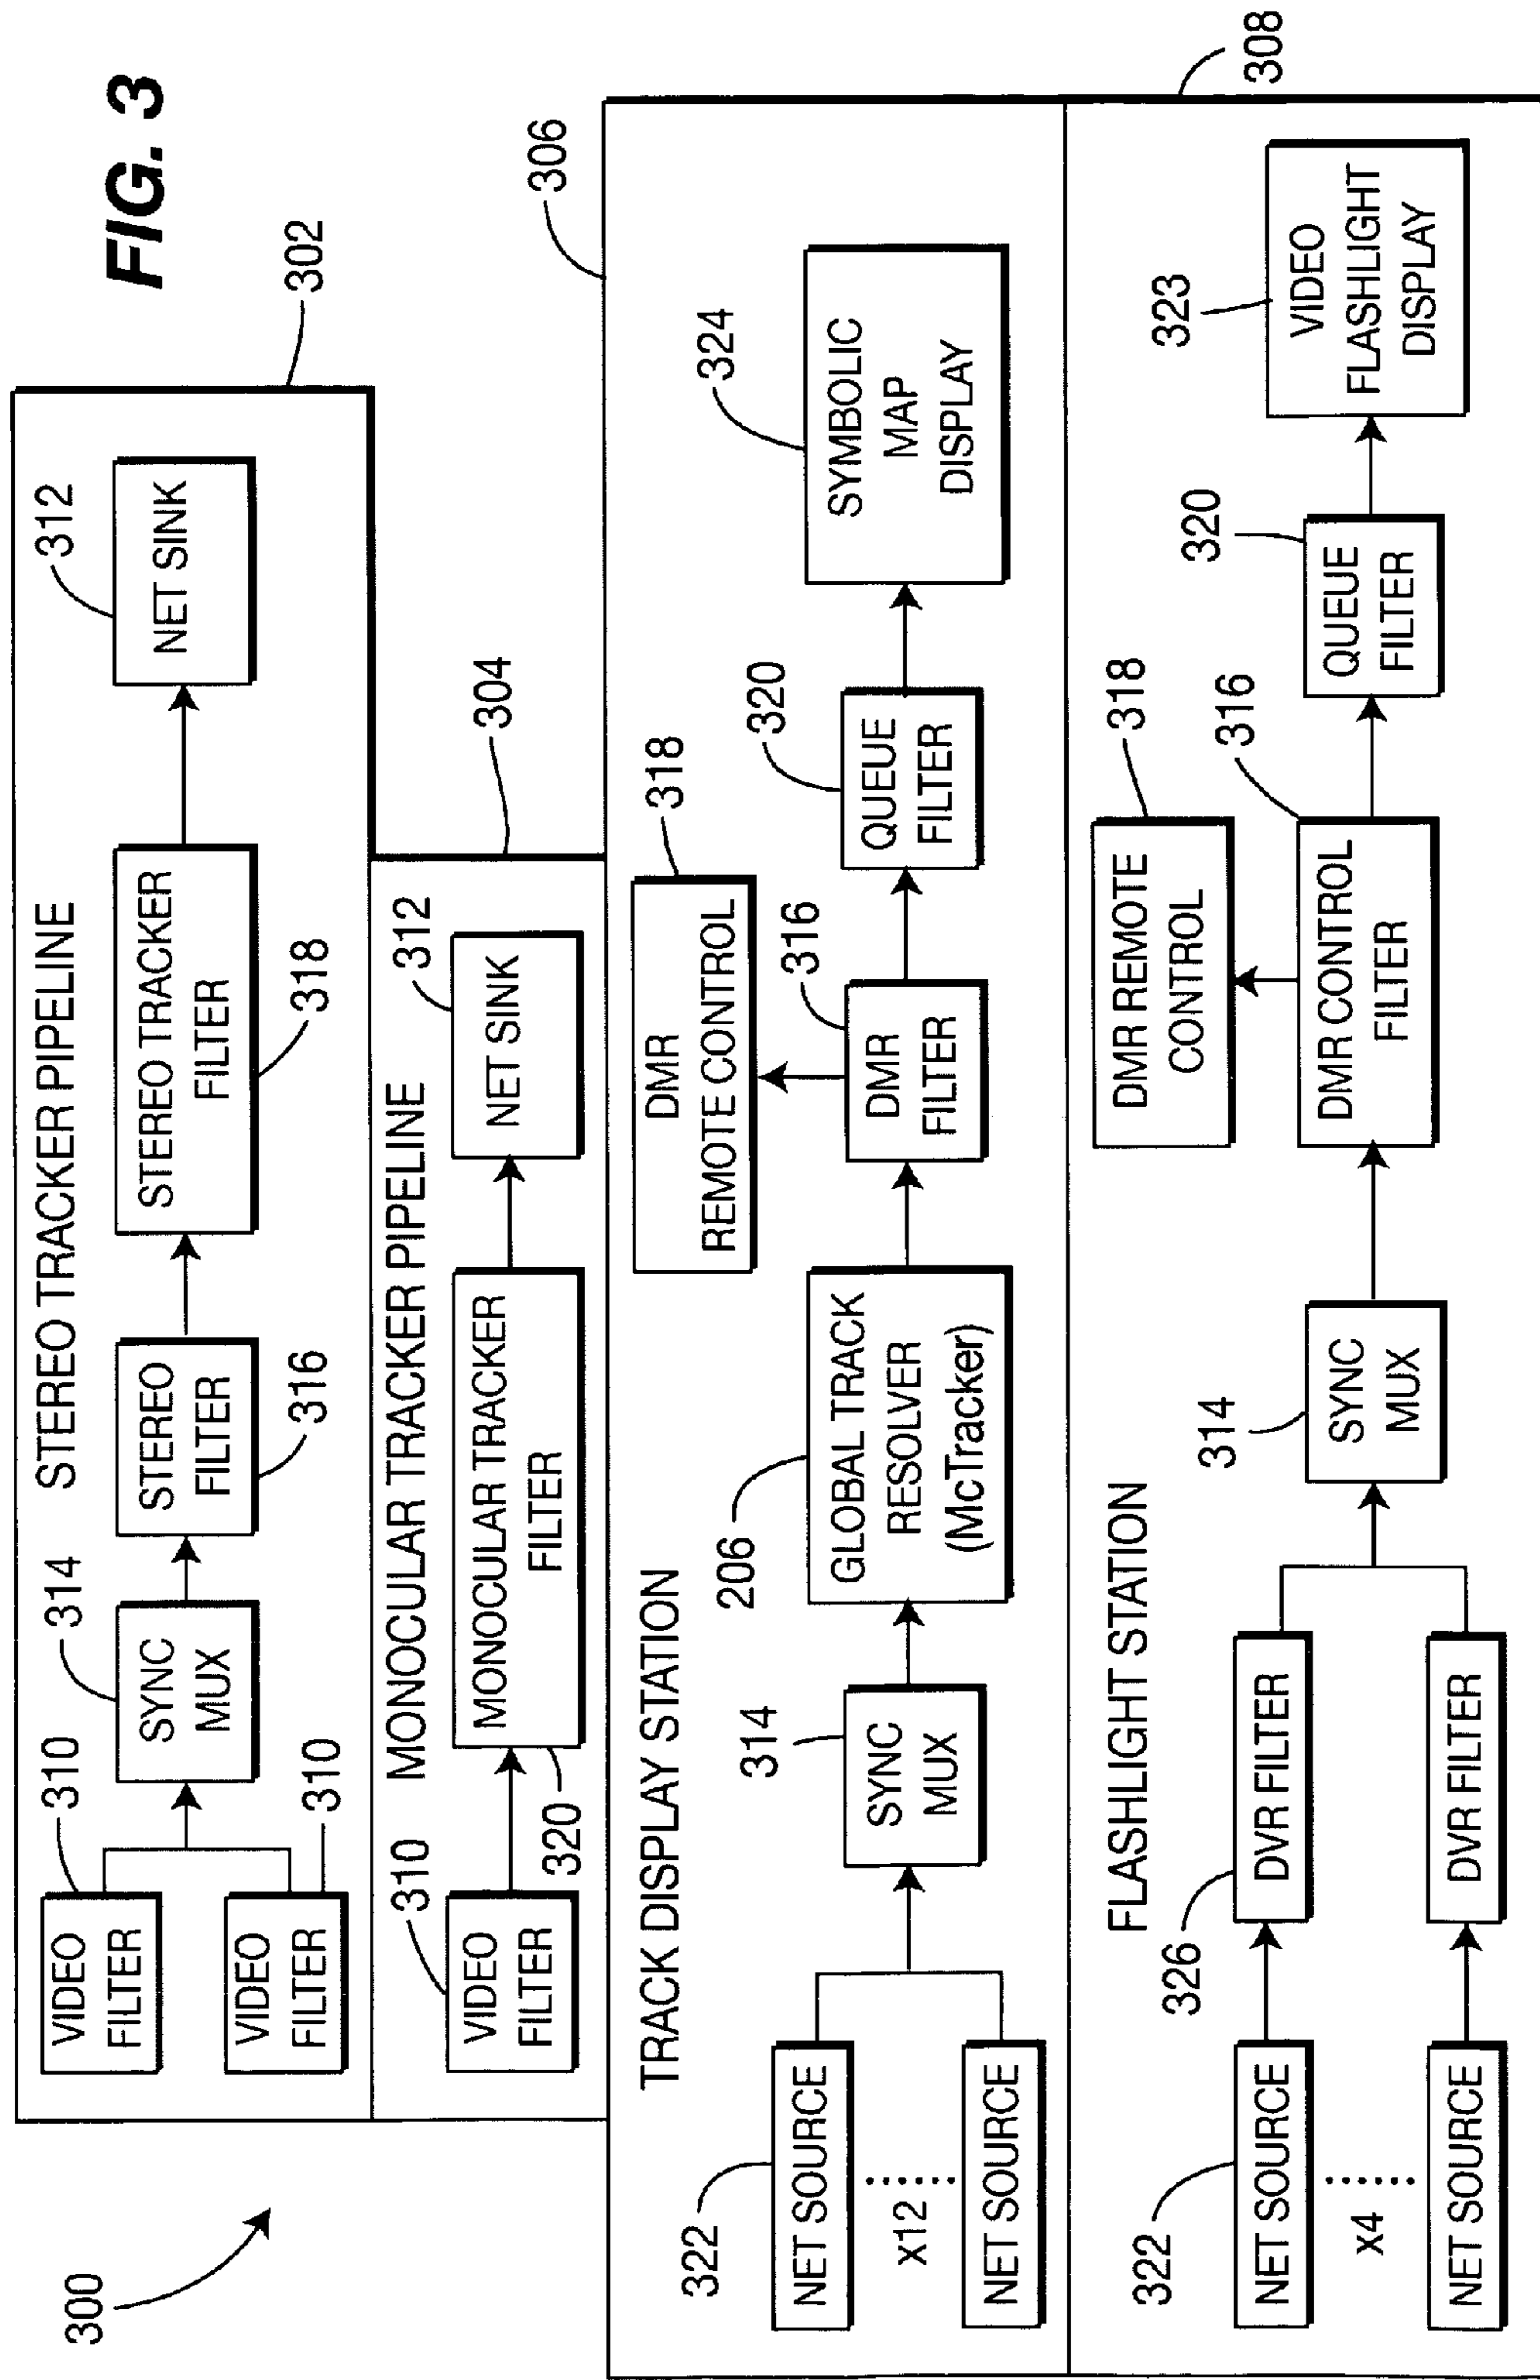 FIG. 3
300
302
STEREO TRACKER PIPELINE
310
VIDEO
FILTER
VIDEO
FILTER
310
314
SYNC
MUX
STEREO
FILTER
316
STEREO TRACKER
FILTER
318
312
NET SINK
304
MONOCULAR TRACKER PIPELINE
310
VIDEO
FILTER
320
MONOCULAR TRACKER
FILTER
312
NET SINK
306
TRACK DISPLAY STATION
322
NET SOURCE
x12
NET SOURCE
314
SYNC
MUX
206
GLOBAL TRACK
RESOLVER
(McTracker)
DMR
REMOTE CONTROL
318
316
DMR
FILTER
320
QUEUE
FILTER
324
SYMBOLIC
MAP
DISPLAY
308
FLASHLIGHT STATION
322
NET SOURCE
x4
NET SOURCE
326
DVR FILTER
DVR FILTER
314
SYNC
MUX
DMR REMOTE
CONTROL
318
316
DMR CONTROL
FILTER
320
QUEUE
FILTER
323
VIDEO
FLASHLIGHT
DISPLAY